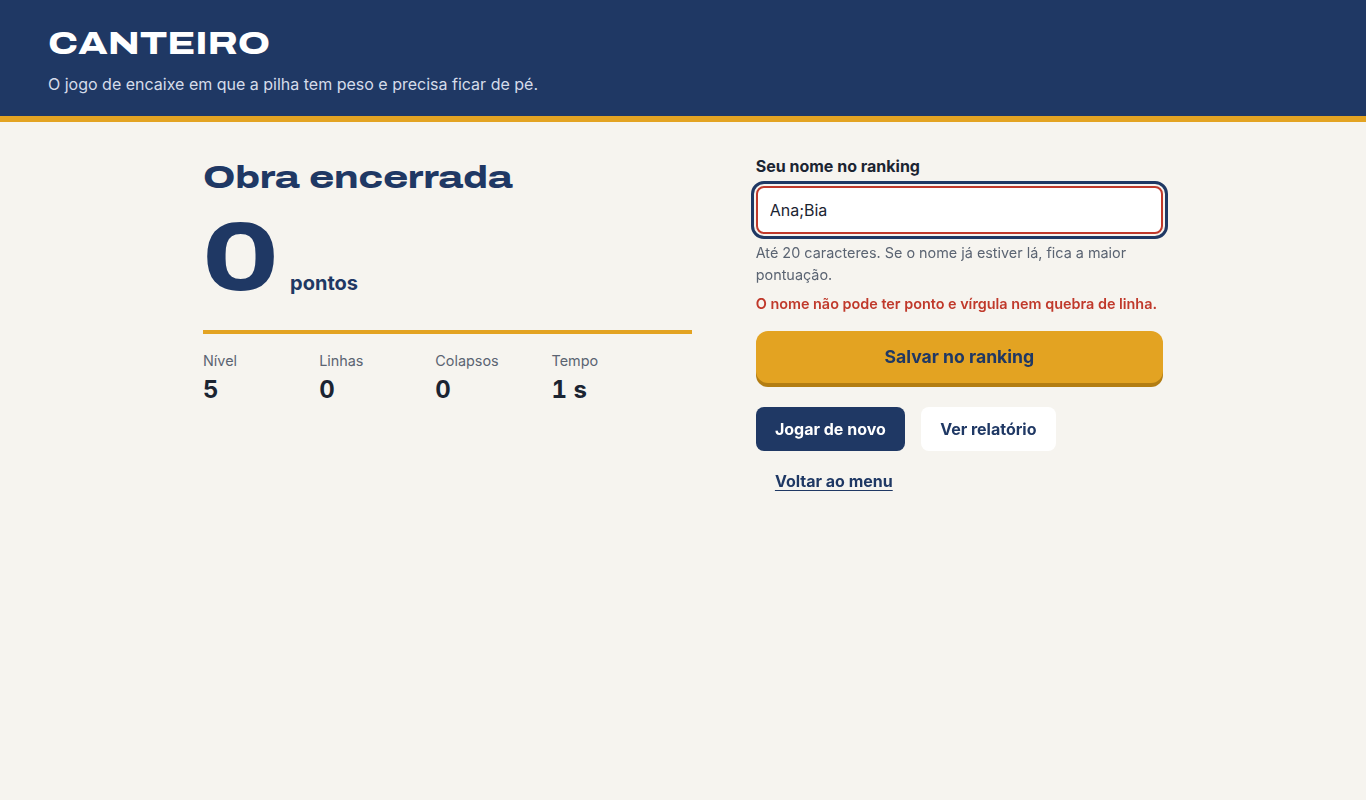 CANTEIRO
O jogo de encaixe em que a pilha tem peso e precisa ficar de pé.
Obra encerrada
0 pontos
Nível
Linhas
Colapsos
Tempo
5
0
0
1 s
Seu nome no ranking
Ana;Bia
Até 20 caracteres. Se o nome já estiver lá, fica a maior
pontuação.
O nome não pode ter ponto e vírgula nem quebra de linha.
Salvar no ranking
Jogar de novo
Ver relatório
Voltar ao menu